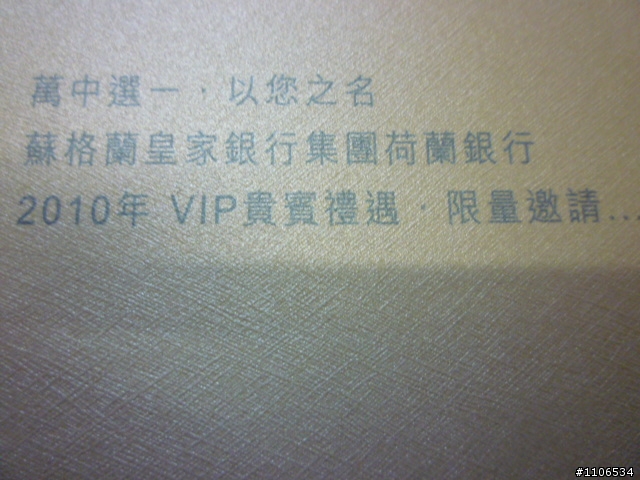 萬中選一，以您之名
蘇格蘭皇家銀行集團荷蘭銀行
2010年 VIP貴賓禮遇．限量邀請...
#1106534